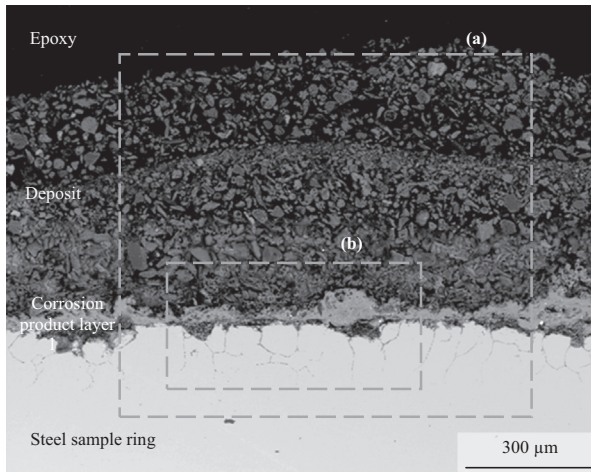 Epoxy
(a)
Deposit
(b)
Corrosion
product layer
Steel sample ring
300 µm